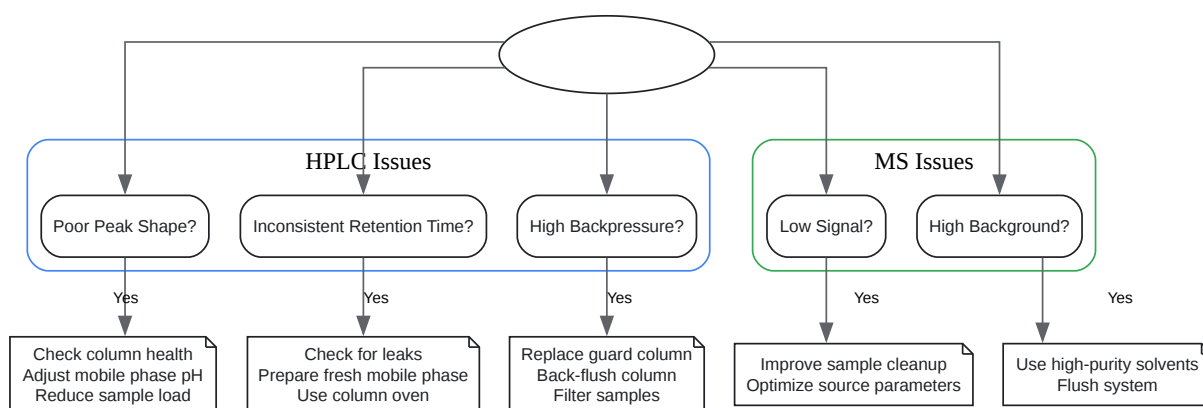 HPLC Issues
MS Issues
Poor Peak Shape?
Inconsistent Retention Time?
High Backpressure?
Low Signal?
High Background?
Yes
Yes
Yes
Yes
Yes
Check column health
Adjust mobile phase pH
Reduce sample load
Check for leaks
Prepare fresh mobile phase
Use column oven
Replace guard column
Back-flush column
Filter samples
Improve sample cleanup
Optimize source parameters
Use high-purity solvents
Flush system